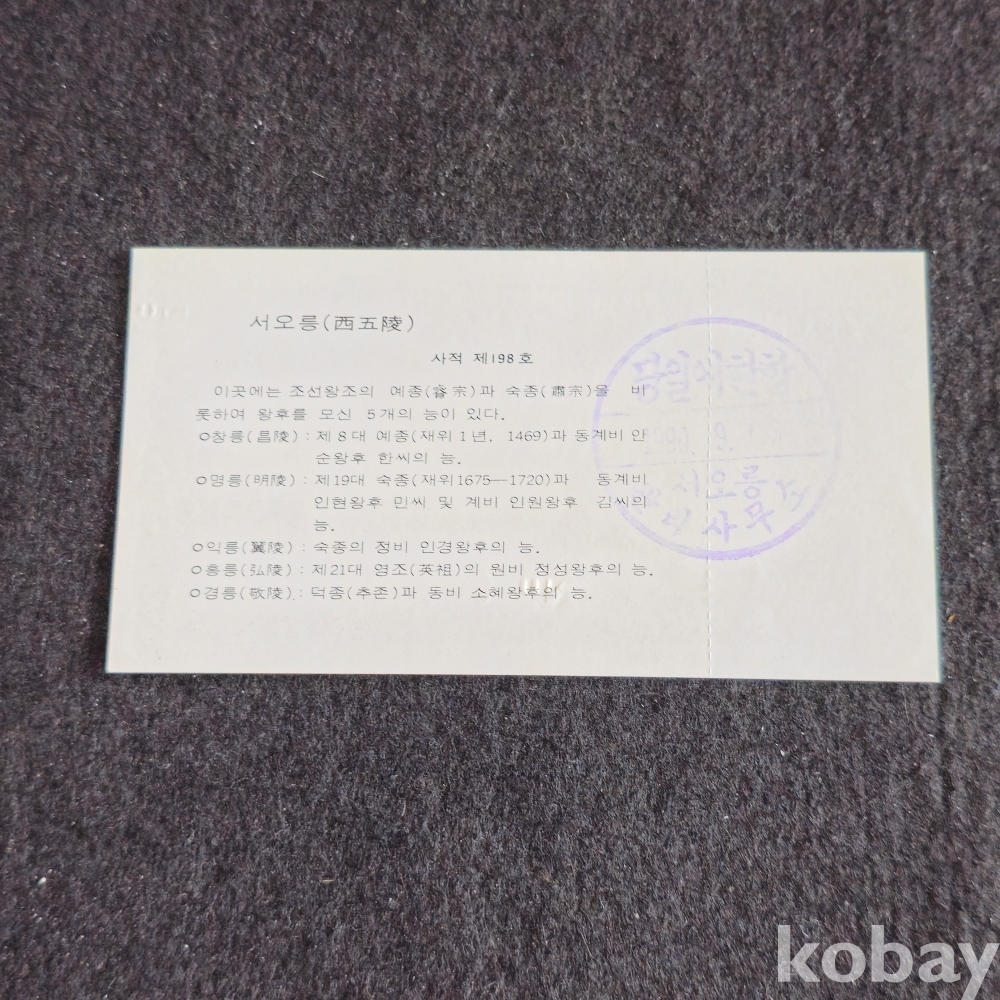 서오릉(西五陵)
사적 제198호
이곳에는 조선왕조의 예종(睿宗)과 숙종(肅宗)을 비
롯하여 왕후를 모신 5개의 능이 있다.
○창릉(昌陵) : 제8대 예종(재위1년, 1469)과 동계비 안
순왕후 한씨의 능.
○명릉(明陵) : 제19대 숙종(재위1675—1720)과 동계비
인현왕후 민씨 및 계비 인원왕후 김씨의
능.
○익릉(翼陵) : 숙종의 정비 인경왕후의 능.
○홍릉(弘陵) : 제21대 영조(英祖)의 원비 정성왕후의 능.
○경릉(敬陵) : 덕종(추존)과 동비 소혜왕후의 능.
서오릉
사무소
kobay